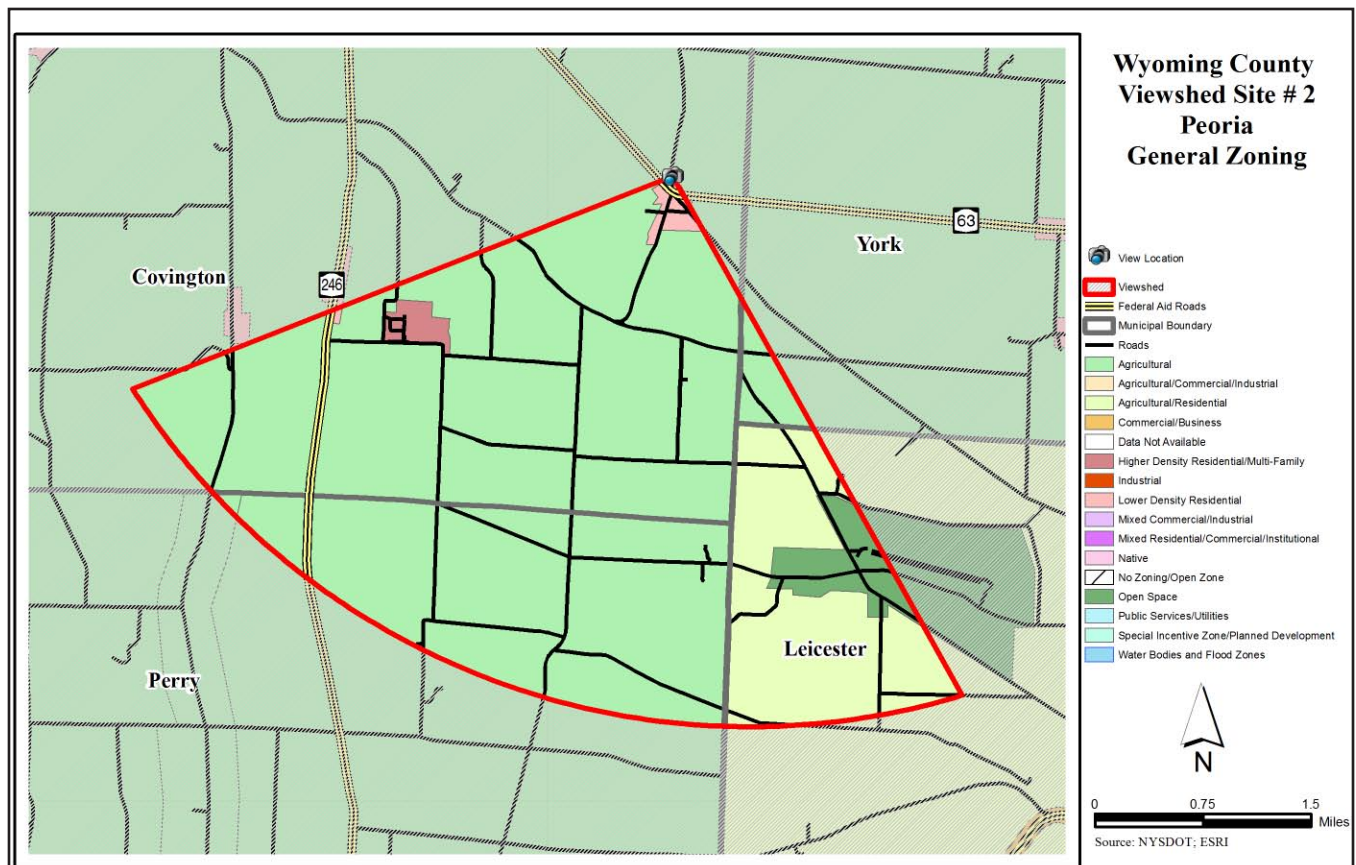 Wyoming County
Viewshed Site # 2
Peoria
General Zoning
View Location
Viewshed
Federal Aid Roads
Municipal Boundary
Roads
Agricultural
Agricultural/Commercial/Industrial
Agricultural/Residential
Commercial/Business
Data Not Available
Higher Density Residential/Multi-Family
Industrial
Lower Density Residential
Mixed Commercial/Industrial
Mixed Residential/Commercial/Institutional
Native
No Zoning/Open Zone
Open Space
Public Services/Utilities
Special Incentive Zone/Planned Development
Water Bodies and Flood Zones
N
0 0.75 1.5
Miles
Source: NYSDOT; ESRI
63
York
Covington
246
Leicester
Perry